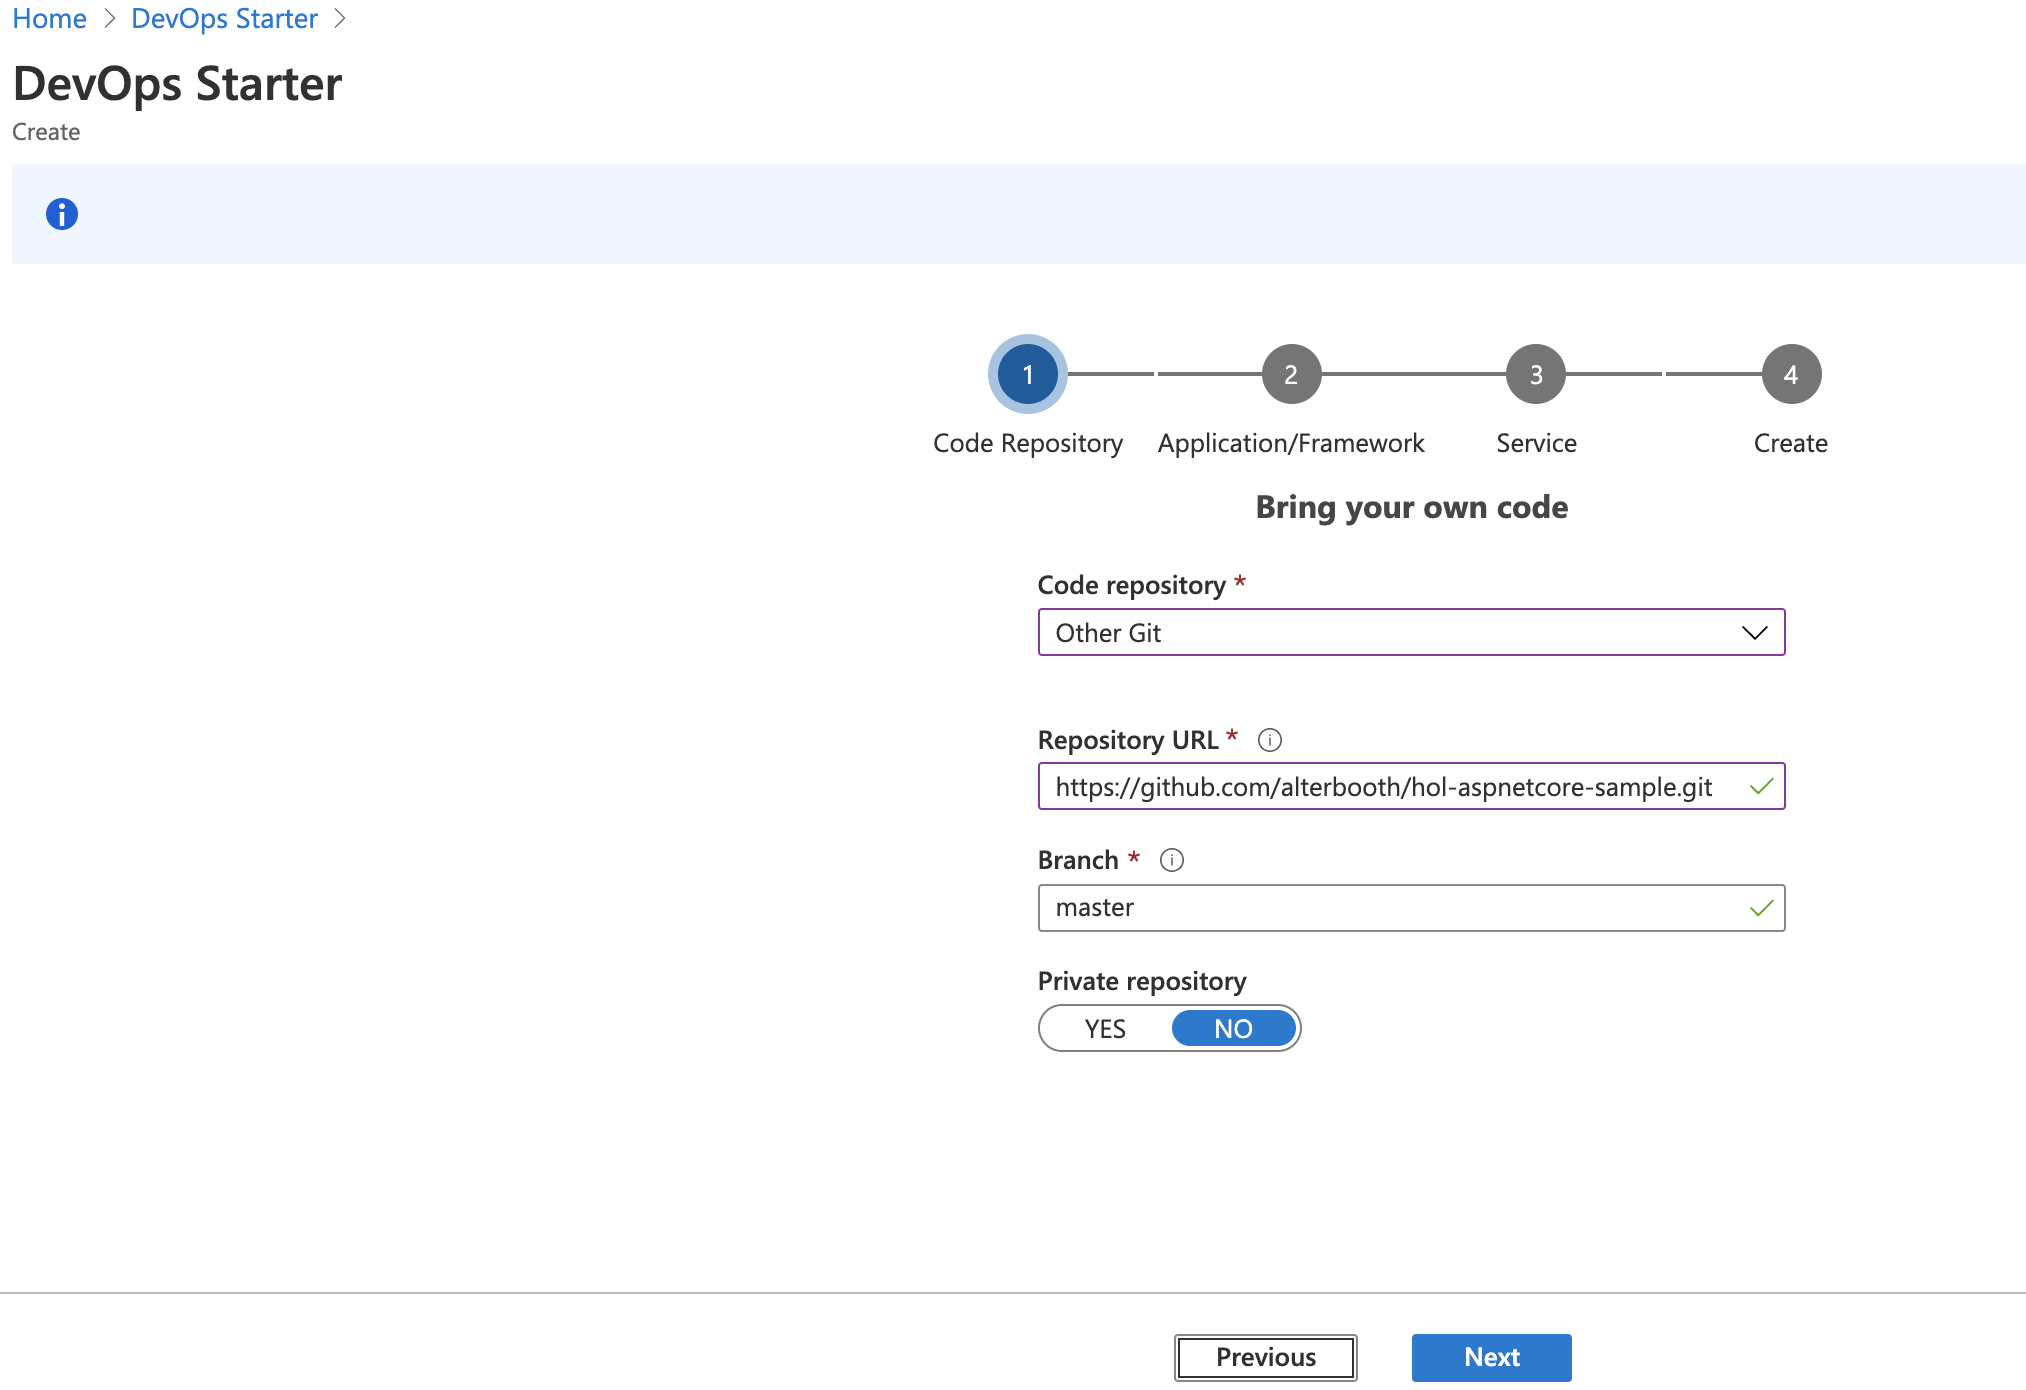 Home > DevOps Starter >
DevOps Starter
Create
1 2 3 4
Code Repository Application/Framework Service Create
Bring your own code
Code repository *
Other Git
Repository URL *
https://github.com/alterbooth/hol-aspnetcore-sample.git
Branch *
master
Private repository
YES NO
Previous Next